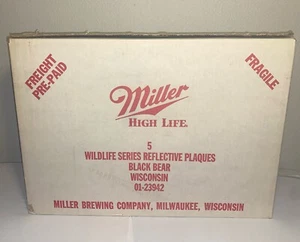 FREIGHT
PRE-PAID
FRAGILE
Miller
HIGH LIFE.
5
WILDLIFE SERIES REFLECTIVE PLAQUES
BLACK BEAR
WISCONSIN
01-23942
MILLER BREWING COMPANY, MILWAUKEE, WISCONSIN